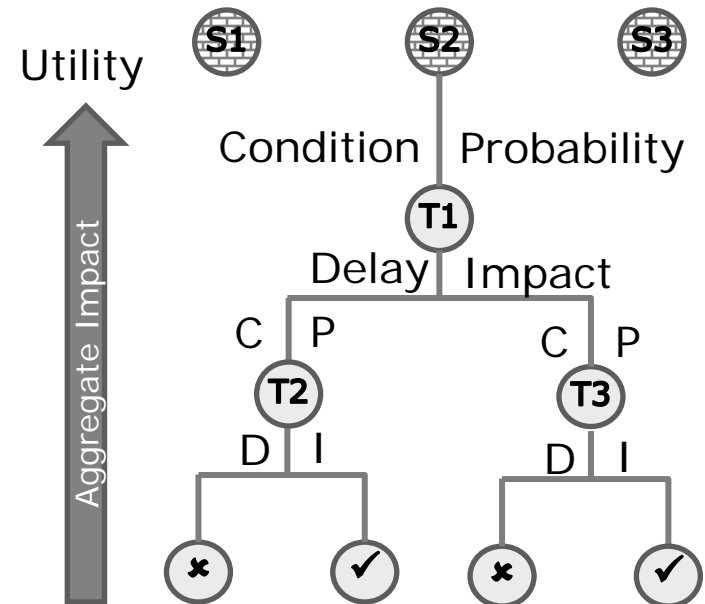 S1 S2 S3
Utility
Condition Probability
T1
Delay Impact
C P C P
T2 T3
D I D I
Aggregate Impact
✘ ✓ ✘ ✓